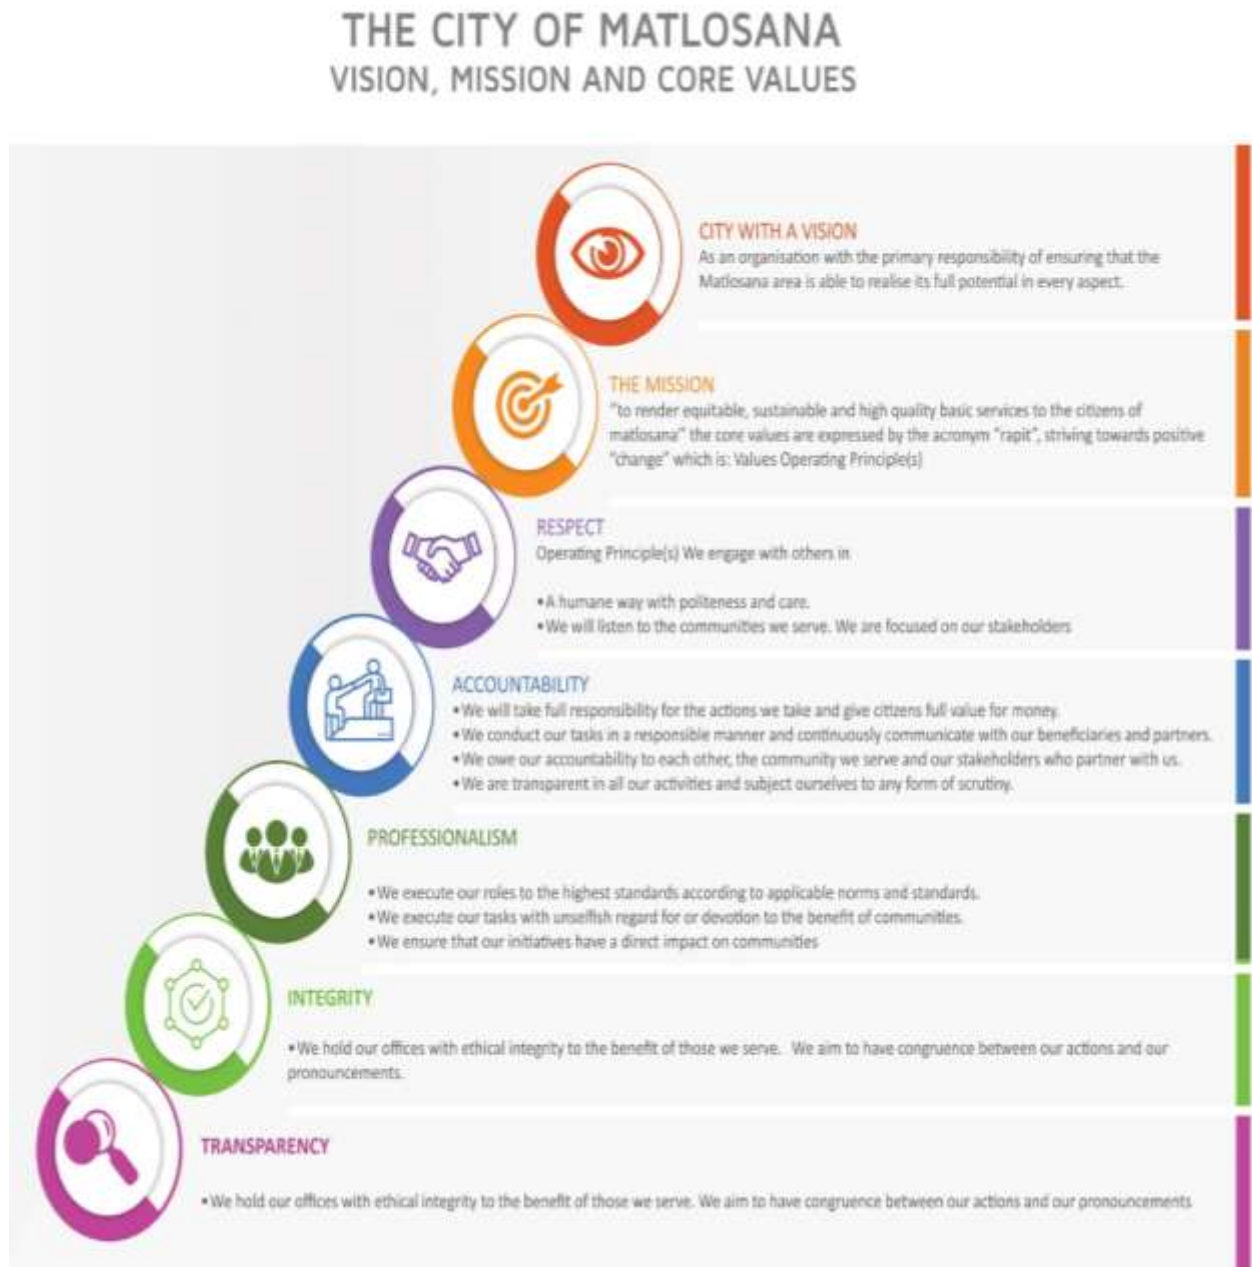 THE CITY OF MATLOSANA
VISION, MISSION AND CORE VALUES
CITY WITH A VISION
As an organisation with the primary responsibility of ensuring that the
Matlosana area is able to realise its full potential in every aspect.
THE MISSION
"to render equitable, sustainable and high quality basic services to the citizens of
matlosana" the core values are expressed by the acronym "rapit", striving towards positive
"change" which is: Values Operating Principle(s)
RESPECT
Operating Principle(s) We engage with others in
•A humane way with politeness and care.
•We will listen to the communities we serve. We are focused on our stakeholders
ACCOUNTABILITY
•We will take full responsibility for the actions we take and give citizens full value for money.
•We conduct our tasks in a responsible manner and continuously communicate with our beneficiaries and partners.
•We owe our accountability to each other, the community we serve and our stakeholders who partner with us.
•We are transparent in all our activities and subject ourselves to any form of scrutiny.
PROFESSIONALISM
•We execute our roles to the highest standards according to applicable norms and standards.
•We execute our tasks with unselfish regard for or devotion to the benefit of communities.
•We ensure that our initiatives have a direct impact on communities
INTEGRITY
•We hold our offices with ethical integrity to the benefit of those we serve. We aim to have congruence between our actions and our
pronouncements.
TRANSPARENCY
•We hold our offices with ethical integrity to the benefit of those we serve. We aim to have congruence between our actions and our pronouncements